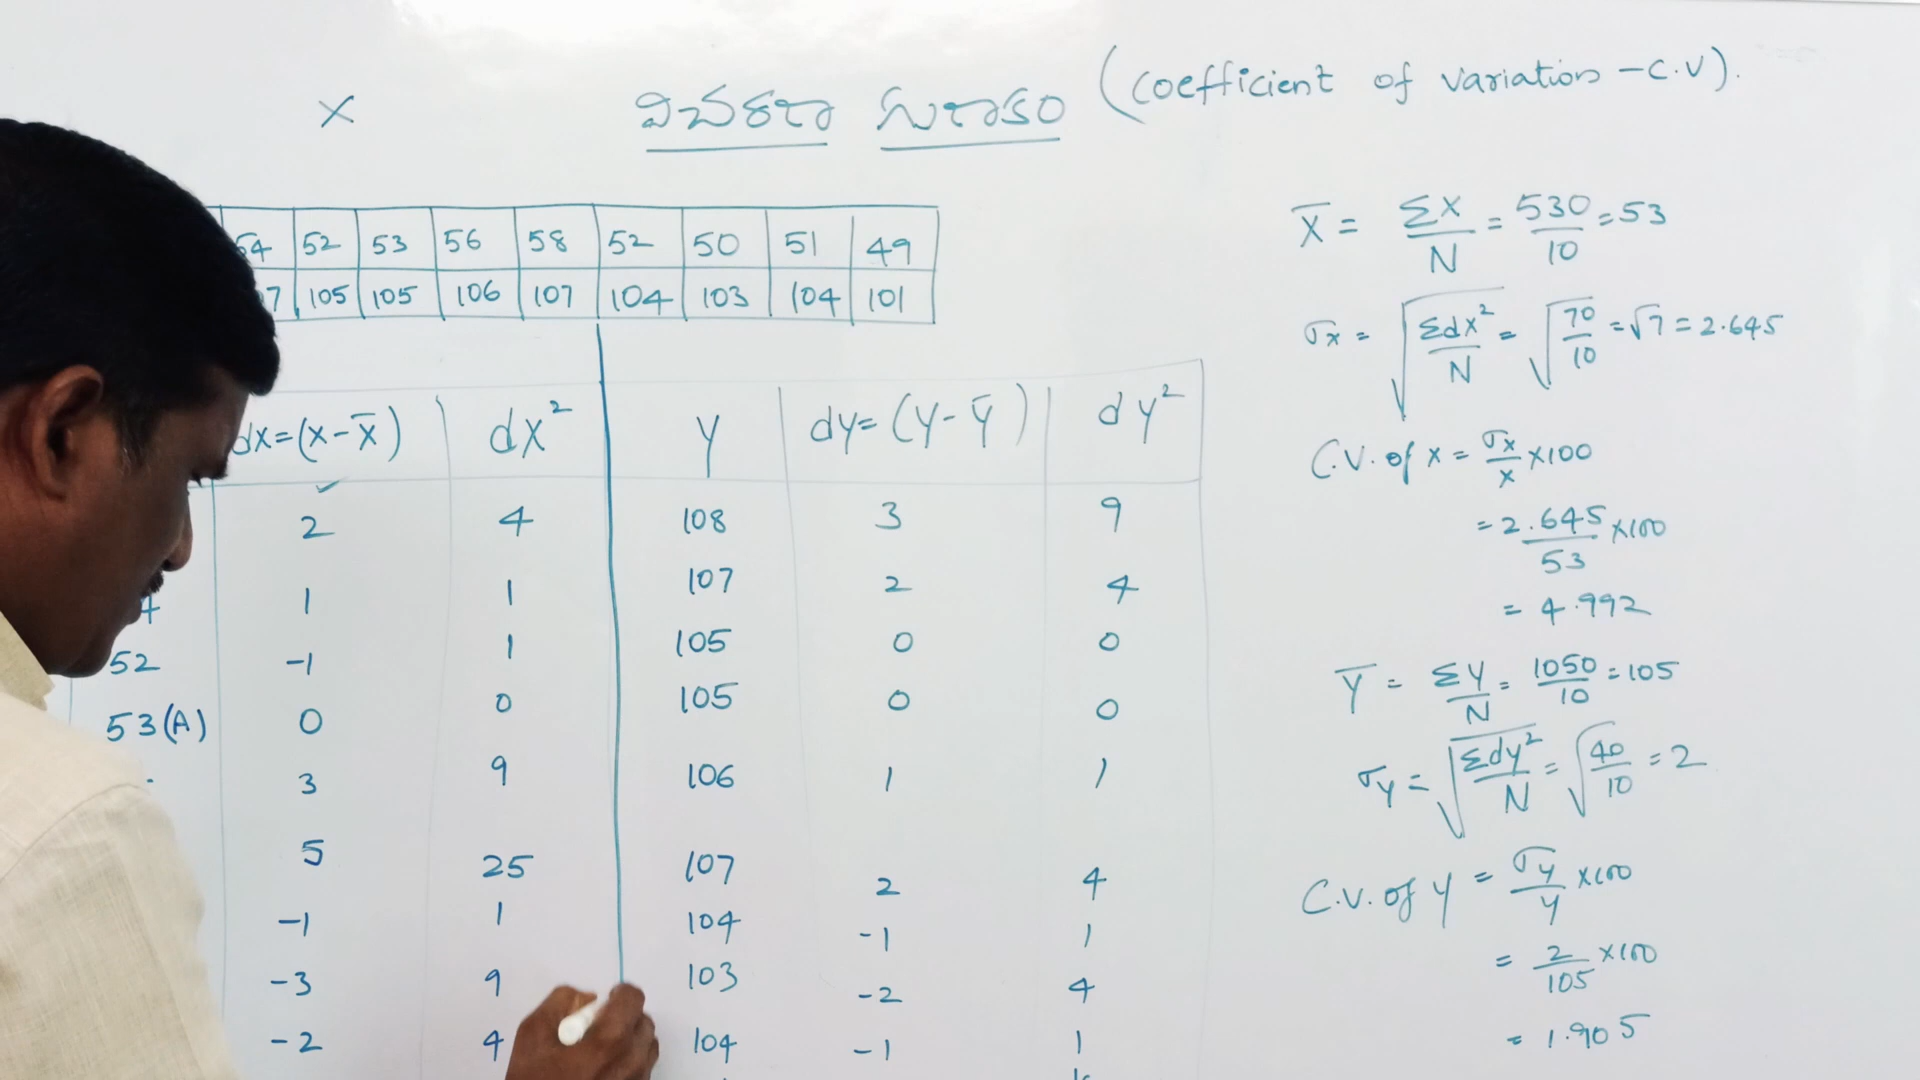 X విచరణ గుణకం (coefficient of variation - C.V).
54 52 53 56 58 52 50 51 49
105 105 106 107 104 103 104 101
dx=(x-x̅) dx² y dy=(y-y̅) dy²
2 4 108 3 9
1 1 107 2 4
52 -1 1 105 0 0
53(A) 0 0 105 0 0
3 9 106 1 1
5 25 107 2 4
-1 1 104 -1 1
-3 9 103 -2 4
-2 4 104 -1 1
X̅ = ΣX/N = 530/10 = 53
σx = √(Σdx²/N) = √(70/10) = √7 = 2.645
C.V. of x = σx/x ×100
= 2.645/53 ×100
= 4.992
Y̅ = ΣY/N = 1050/10 = 105
σy = √(Σdy²/N) = √(40/10) = 2
C.V. of y = σy/y ×100
= 2/105 ×100
= 1.905